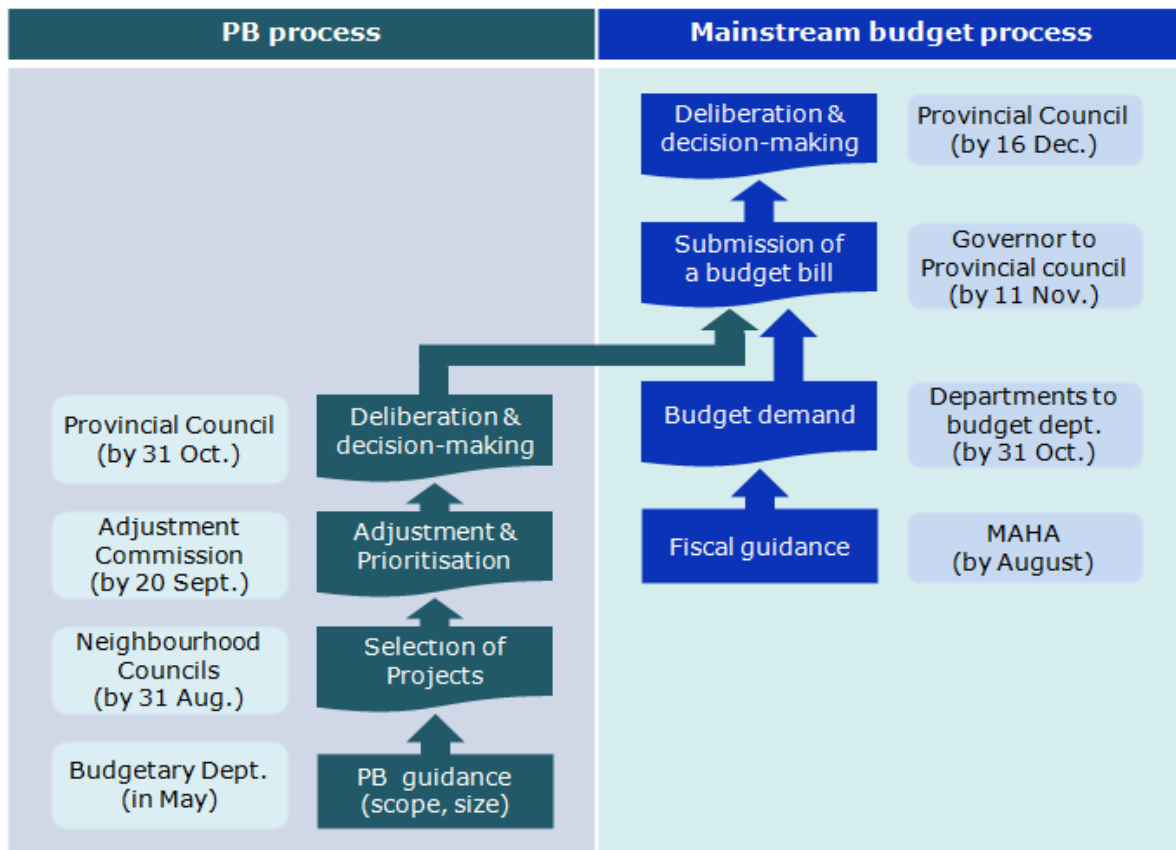 PB process
Mainstream budget process
Deliberation &
decision-making
Provincial Council
(by 16 Dec.)
Submission of
a budget bill
Governor to
Provincial council
(by 11 Nov.)
Provincial Council
(by 31 Oct.)
Deliberation &
decision-making
Budget demand
Departments to
budget dept.
(by 31 Oct.)
Adjustment
Commission
(by 20 Sept.)
Adjustment &
Prioritisation
Fiscal guidance
MAHA
(by August)
Neighbourhood
Councils
(by 31 Aug.)
Selection of
Projects
Budgetary Dept.
(in May)
PB guidance
(scope, size)